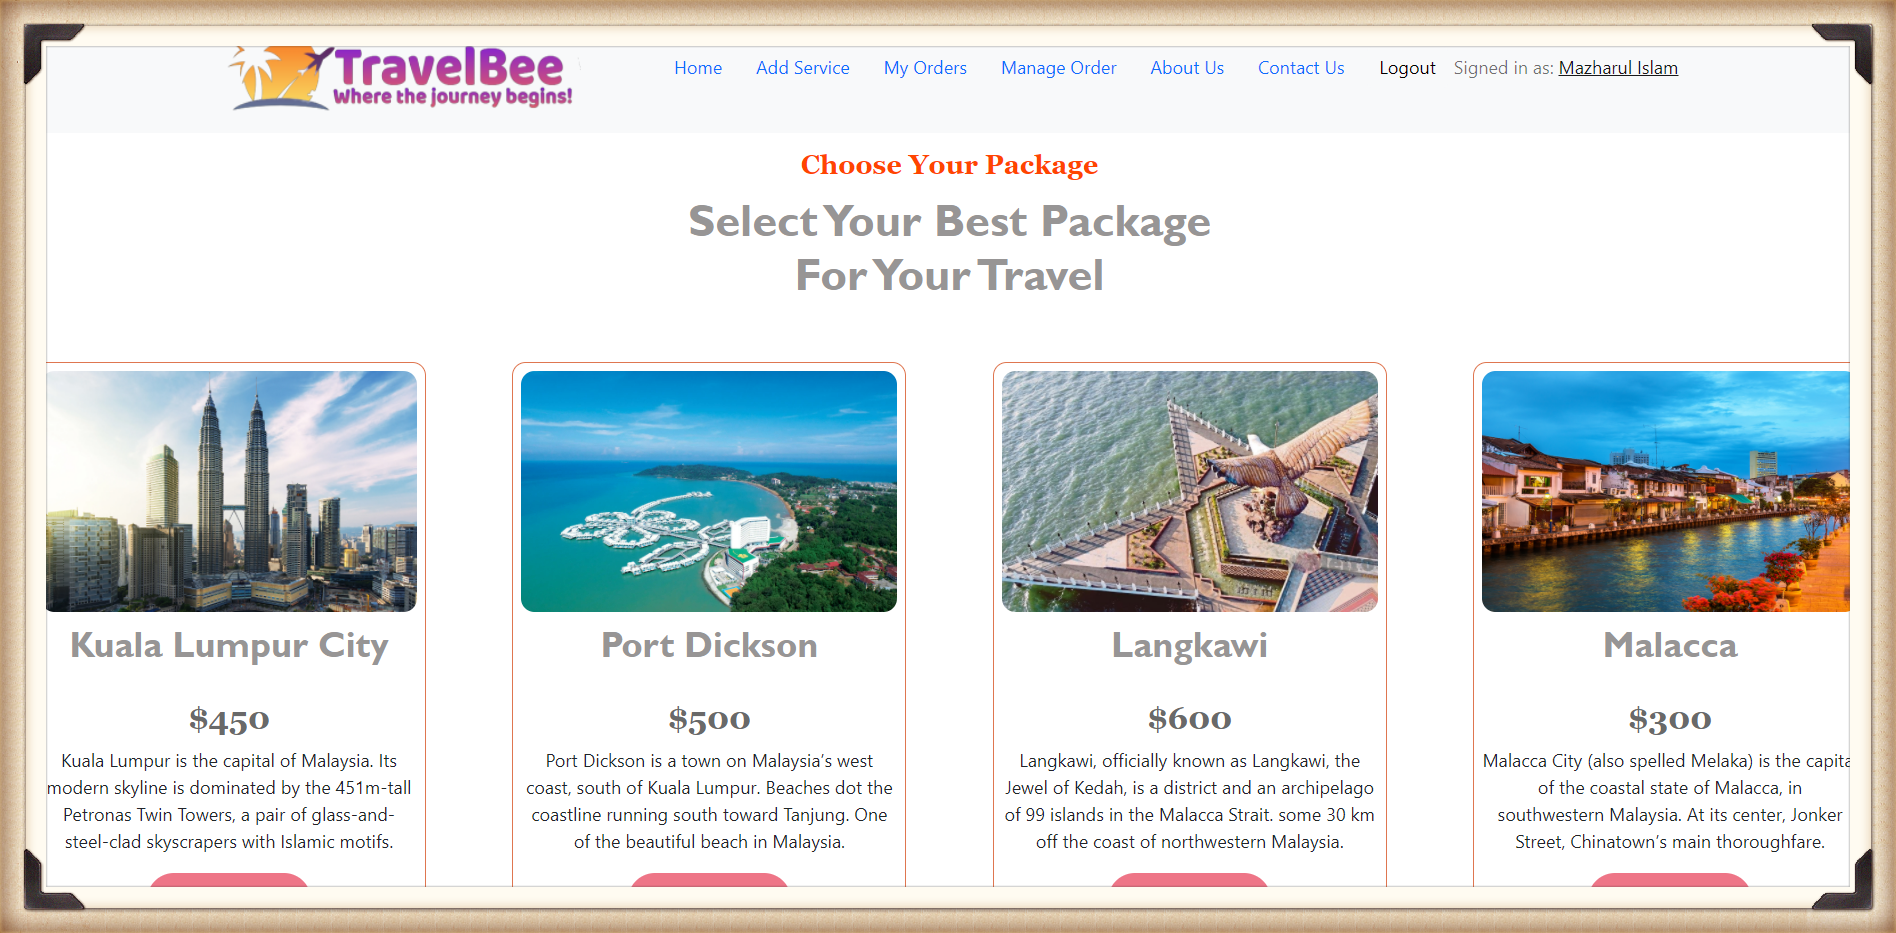 TravelBee
Where the journey begins!
Home Add Service My Orders Manage Order About Us Contact Us Logout Signed in as: Mazharul Islam
Choose Your Package
Select Your Best Package
For Your Travel
Kuala Lumpur City
$450
Kuala Lumpur is the capital of Malaysia. Its
modern skyline is dominated by the 451m-tall
Petronas Twin Towers, a pair of glass-and-
steel-clad skyscrapers with Islamic motifs.
Port Dickson
$500
Port Dickson is a town on Malaysia’s west
coast, south of Kuala Lumpur. Beaches dot the
coastline running south toward Tanjung. One
of the beautiful beach in Malaysia.
Langkawi
$600
Langkawi, officially known as Langkawi, the
Jewel of Kedah, is a district and an archipelago
of 99 islands in the Malacca Strait. some 30 km
off the coast of northwestern Malaysia.
Malacca
$300
Malacca City (also spelled Melaka) is the capita
of the coastal state of Malacca, in
southwestern Malaysia. At its center, Jonker
Street, Chinatown’s main thoroughfare.